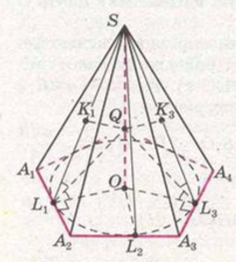 S
K₁ Q K₃
A₁ A₄
O
L₁ L₃
A₂ L₂ A₃